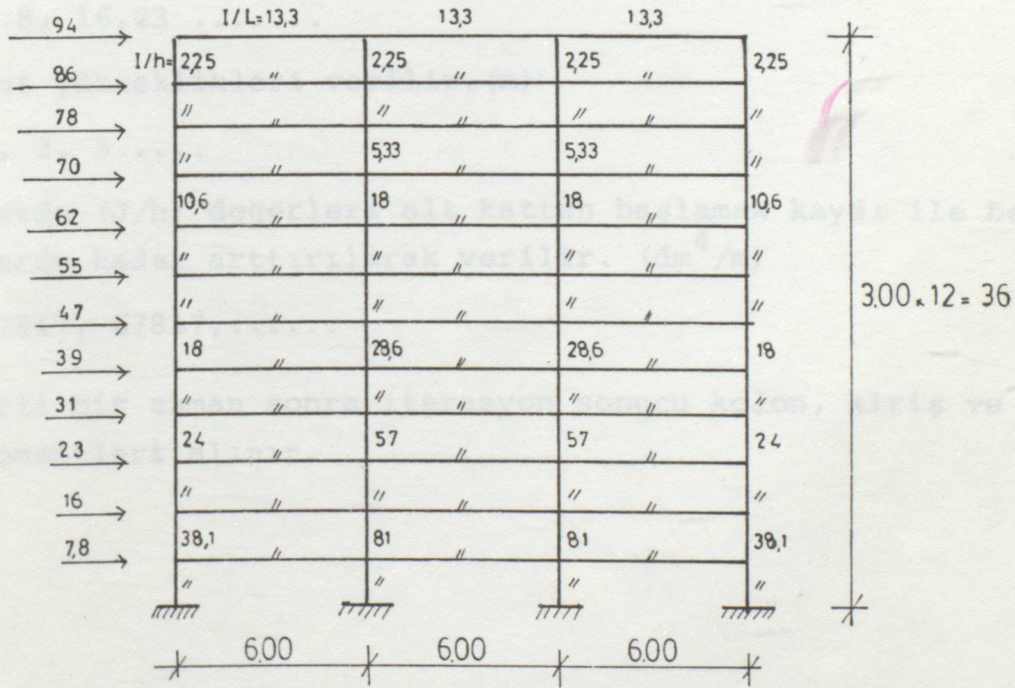 I/L=13,3 13,3 13,3
94
I/h= 2,25 2,25 2,25 2,25
86 〃 〃 〃
〃 〃 〃 〃
78 〃 〃 〃
〃 5,33 5,33 〃
70 〃 〃 〃
10,6 18 18 10,6
62 〃 〃 〃
〃 〃 〃 〃
55 〃 〃 〃
〃 〃 〃 〃
47 〃 〃 〃
18 28,6 28,6 18
39 〃 〃 〃
〃 〃 〃 〃
31 〃 〃 〃
24 57 57 24
23 〃 〃 〃
〃 〃 〃 〃
16 〃 〃 〃
38,1 81 81 38,1
7,8 〃 〃 〃
〃 〃 〃 〃
3,00 x 12 = 36
6,00 6,00 6,00